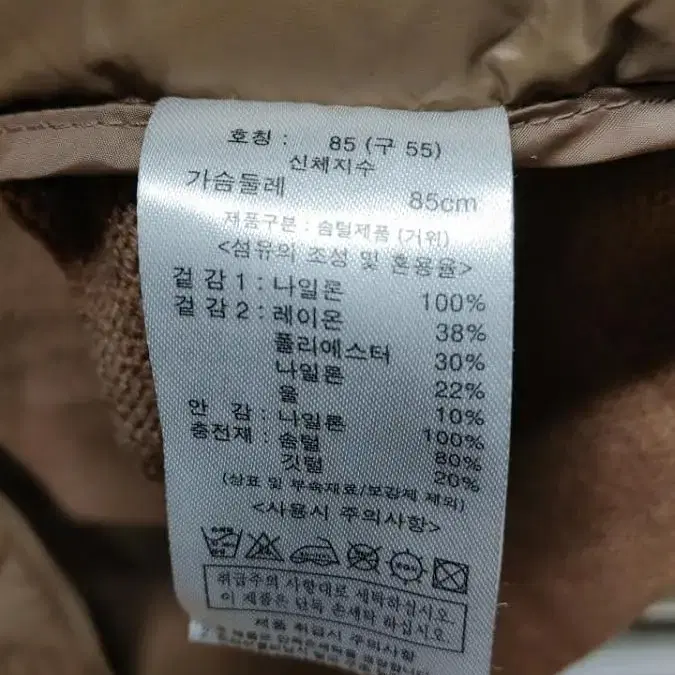 호칭 : 85 (구 55)
신체지수
가슴둘레 85cm
제품구분 : 솜털제품 (거위)
<섬유의 조성 및 혼용율>
겉 감 1 : 나일론 100%
겉 감 2 : 레이온 38%
폴리에스터 30%
나일론 22%
울 10%
안 감 : 나일론 100%
충전재 : 솜털 80%
깃털 20%
(상표 및 부속재료/보강제 제외)
<사용시 주의사항>
취급주의 사항대로 세탁하십시오.
이 제품은 단독 손세탁 하십시오.
제품 취급시 주의사항